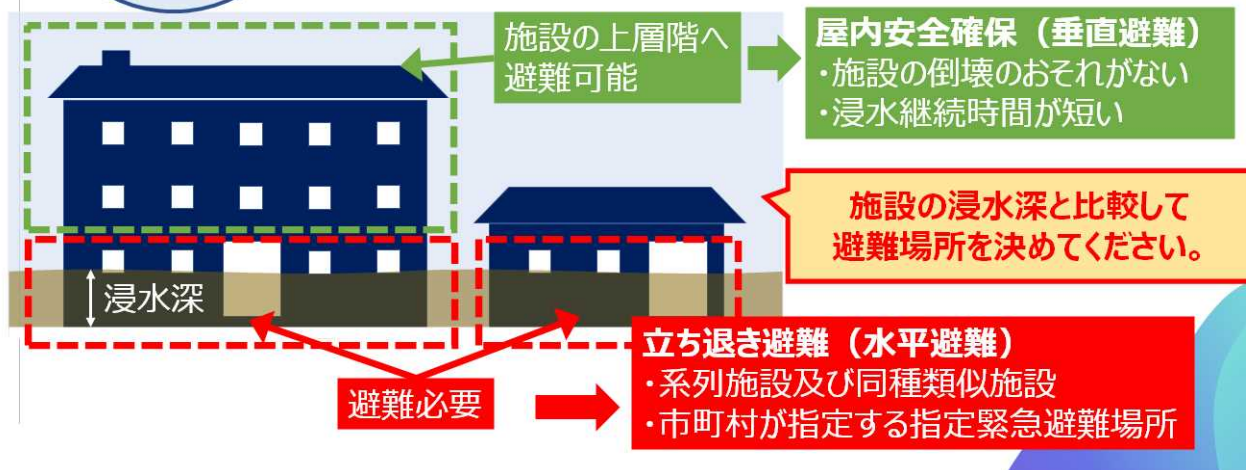 施設の上層階へ
避難可能
屋内安全確保（垂直避難）
・施設の倒壊のおそれがない
・浸水継続時間が短い
施設の浸水深と比較して
避難場所を決めてください。
浸水深
避難必要
立ち退き避難（水平避難）
・系列施設及び同種類似施設
・市町村が指定する指定緊急避難場所